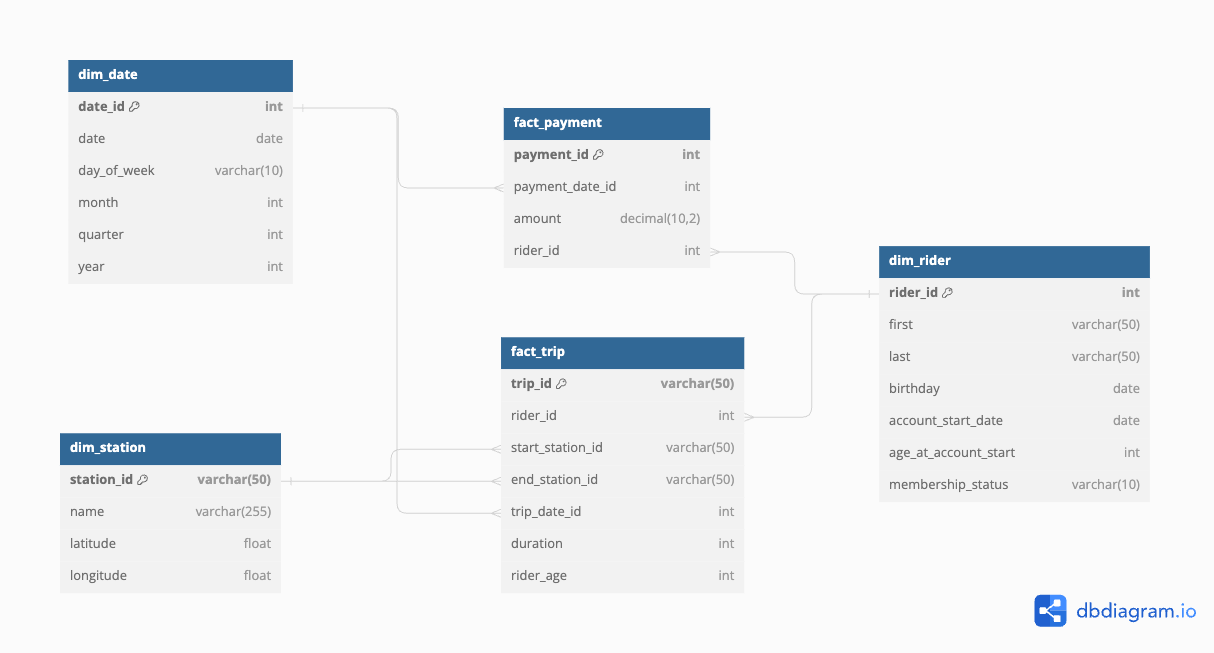 dim_date
date_id int
date date
day_of_week varchar(10)
month int
quarter int
year int
fact_payment
payment_id int
payment_date_id int
amount decimal(10,2)
rider_id int
dim_rider
rider_id int
first varchar(50)
last varchar(50)
birthday date
account_start_date date
age_at_account_start int
membership_status varchar(10)
fact_trip
trip_id varchar(50)
rider_id int
start_station_id varchar(50)
end_station_id varchar(50)
trip_date_id int
duration int
rider_age int
dim_station
station_id varchar(50)
name varchar(255)
latitude float
longitude float
dbdiagram.io